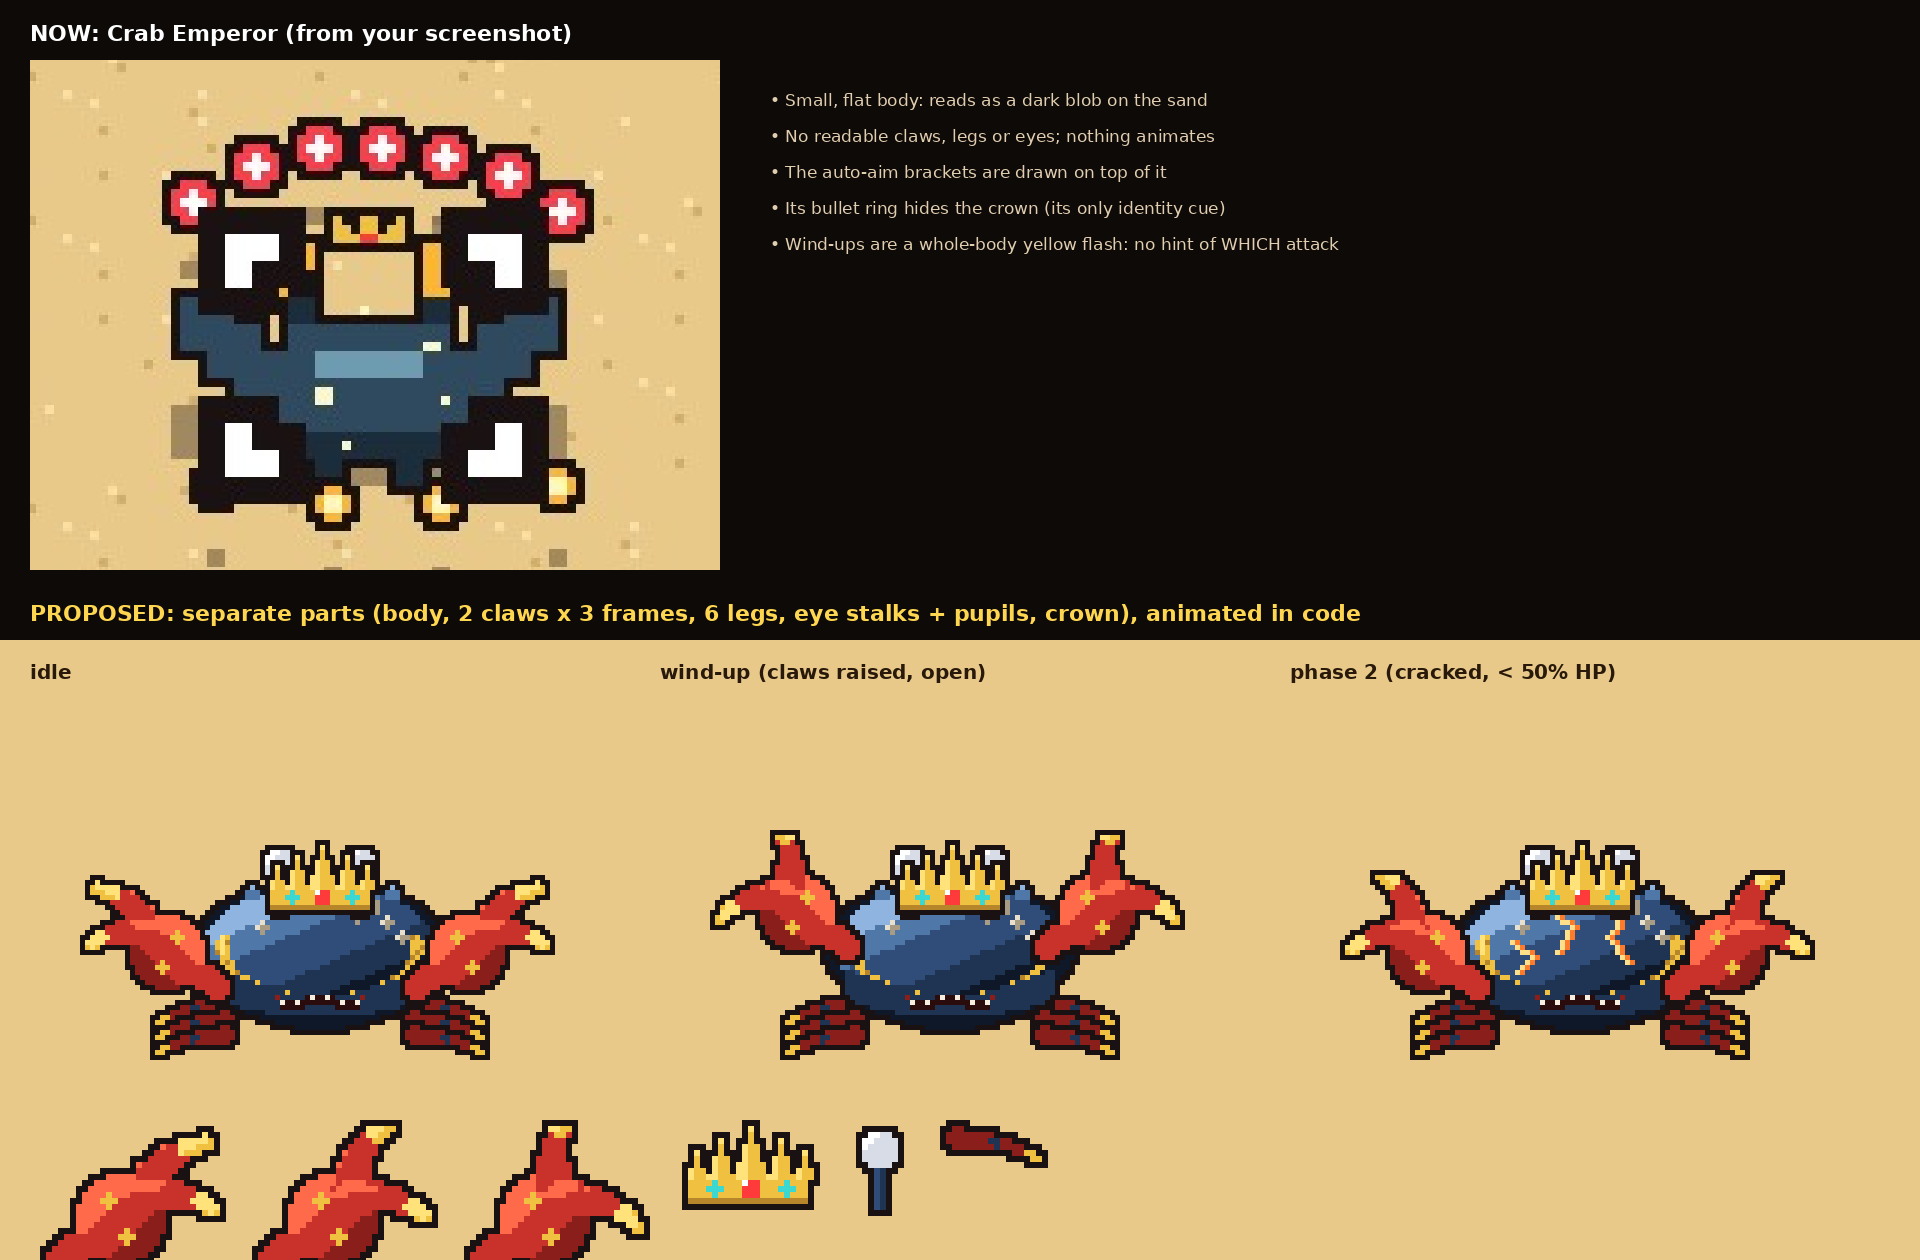 NOW: Crab Emperor (from your screenshot)
• Small, flat body: reads as a dark blob on the sand
• No readable claws, legs or eyes; nothing animates
• The auto-aim brackets are drawn on top of it
• Its bullet ring hides the crown (its only identity cue)
• Wind-ups are a whole-body yellow flash: no hint of WHICH attack
PROPOSED: separate parts (body, 2 claws x 3 frames, 6 legs, eye stalks + pupils, crown), animated in code
idle
wind-up (claws raised, open)
phase 2 (cracked, < 50% HP)